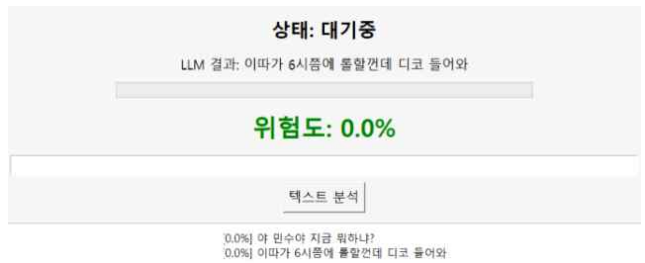 상태: 대기중
LLM 결과: 이따가 6시쯤에 롤할껀데 디코 들어와
위험도: 0.0%
텍스트 분석
[0.0%] 야 민수야 지금 뭐하냐?
[0.0%] 이따가 6시쯤에 롤할껀데 디코 들어와